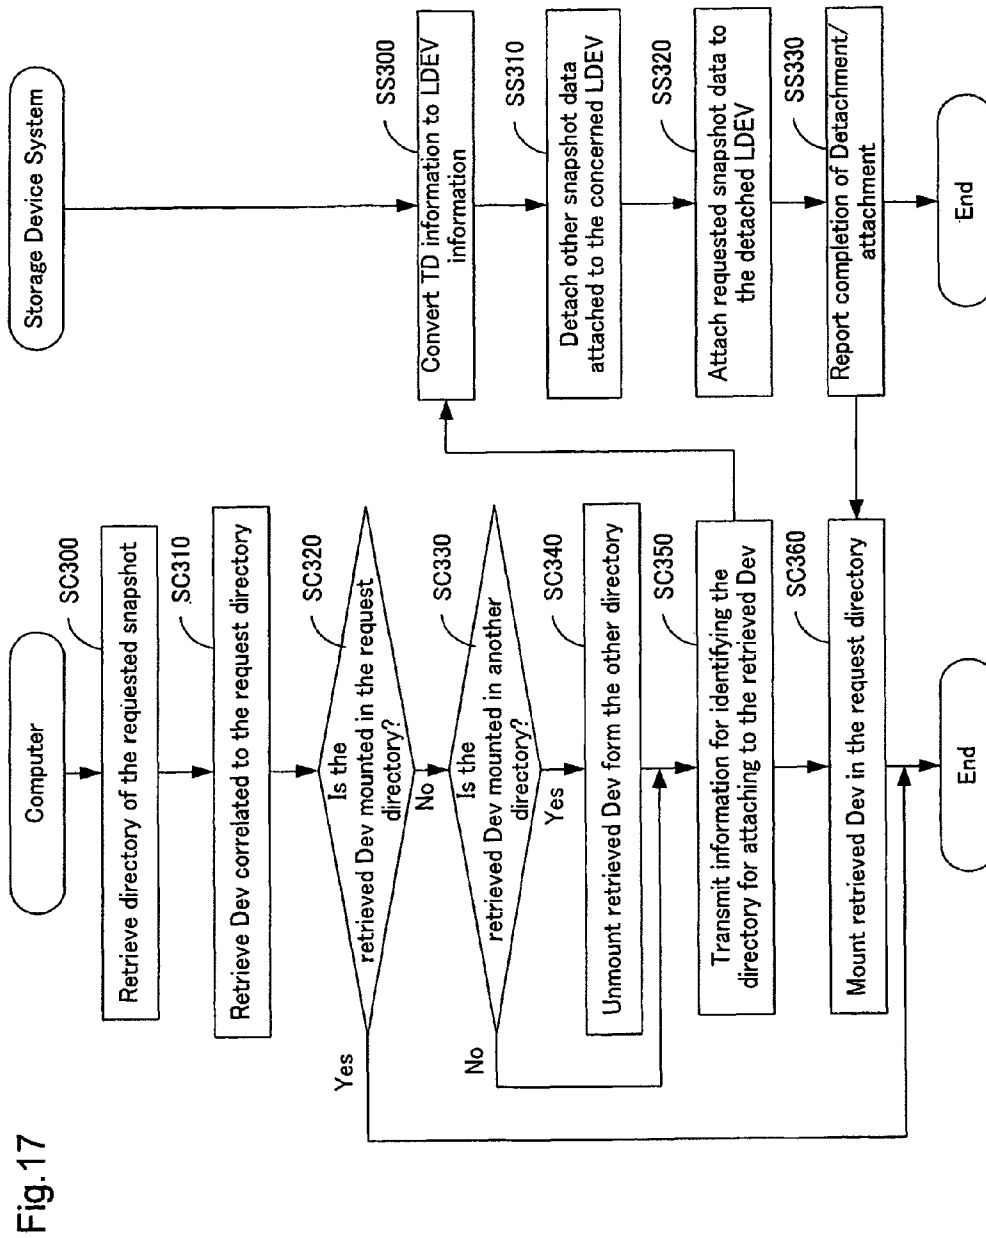 Fig.17
Computer
SC300
Retrieve directory of the requested snapshot
SC310
Retrieve Dev correlated to the request directory
SC320
Is the
retrieved Dev mounted in the request
directory?
Yes
No
SC330
Is the
retrieved Dev mounted in another
directory?
No
Yes
SC340
Unmount retrieved Dev form the other directory
SC350
Transmit information for identifying the
directory for attaching to the retrieved Dev
SC360
Mount retrieved Dev in the request directory
End
Storage Device System
SS300
Convert TD information to LDEV
information
SS310
Detach other snapshot data
attached to the concerned LDEV
SS320
Attach requested snapshot data to
the detached LDEV
SS330
Report completion of Detachment/
attachment
End